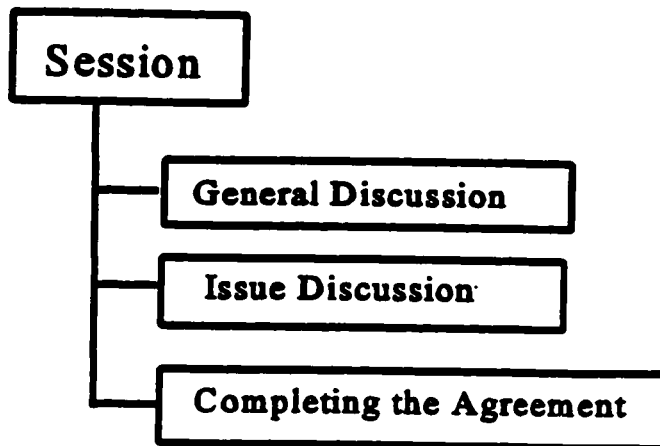 Session
General Discussion
Issue Discussion
Completing the Agreement